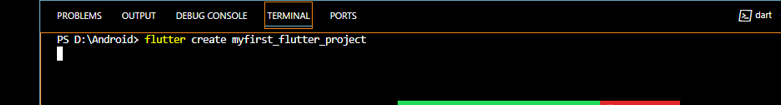 PROBLEMS OUTPUT DEBUG CONSOLE TERMINAL PORTS dart
PS D:\Android> flutter create myfirst_flutter_project